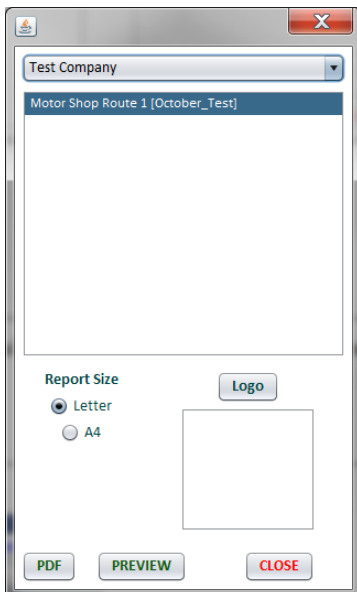 X
Test Company
Motor Shop Route 1 [October_Test]
Report Size
Logo
Letter
A4
PDF
PREVIEW
CLOSE